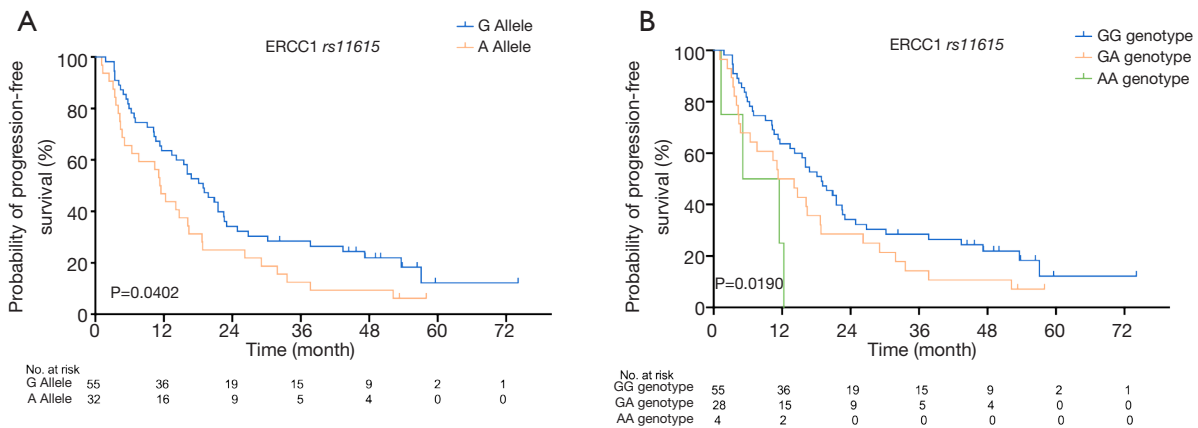 A
G Allele
A Allele
ERCC1 rs11615
Probability of progression-free
survival (%)
100
80
60
40
20
0
P=0.0402
0 12 24 36 48 60 72
Time (month)
No. at risk
G Allele 55 36 19 15 9 2 1
A Allele 32 16 9 5 4 0 0
B
GG genotype
GA genotype
AA genotype
ERCC1 rs11615
Probability of progression-free
survival (%)
100
80
60
40
20
0
P=0.0190
0 12 24 36 48 60 72
Time (month)
No. at risk
GG genotype 55 36 19 15 9 2 1
GA genotype 28 15 9 5 4 0 0
AA genotype 4 2 0 0 0 0 0